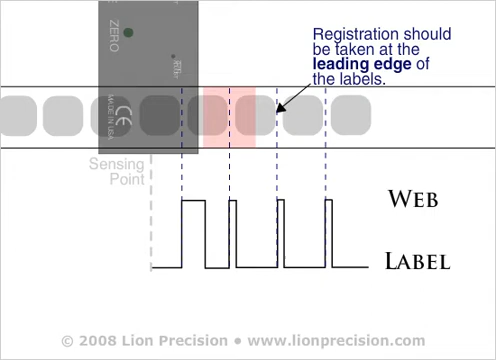 Registration should
be taken at the
leading edge of
the labels.
ZERO
CE
MADE IN USA
Sensing
Point
WEB
LABEL
© 2008 Lion Precision • www.lionprecision.com